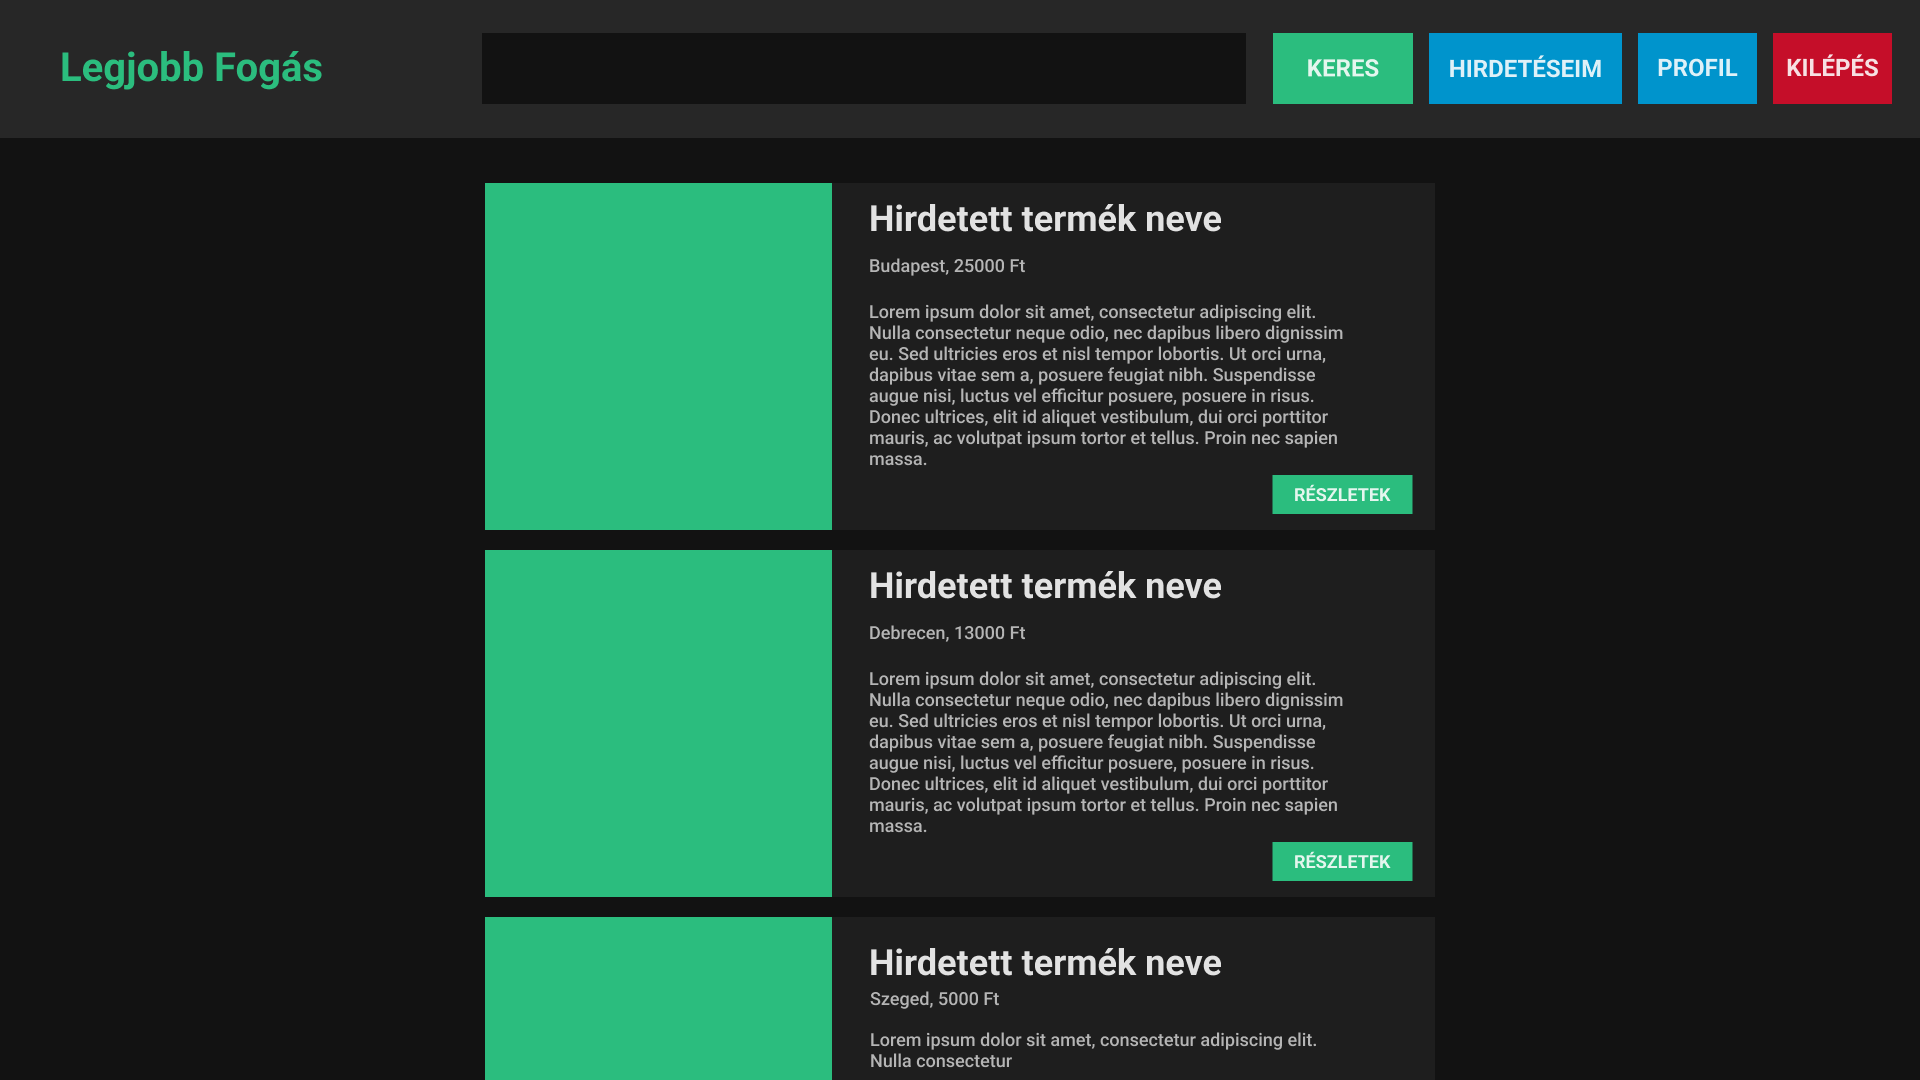 Legjobb Fogás
KERES
HIRDETÉSEIM
PROFIL
KILÉPÉS
Hirdetett termék neve
Budapest, 25000 Ft
Lorem ipsum dolor sit amet, consectetur adipiscing elit.
Nulla consectetur neque odio, nec dapibus libero dignissim
eu. Sed ultricies eros et nisl tempor lobortis. Ut orci urna,
dapibus vitae sem a, posuere feugiat nibh. Suspendisse
augue nisi, luctus vel efficitur posuere, posuere in risus.
Donec ultrices, elit id aliquet vestibulum, dui orci porttitor
mauris, ac volutpat ipsum tortor et tellus. Proin nec sapien
massa.
RÉSZLETEK
Hirdetett termék neve
Debrecen, 13000 Ft
Lorem ipsum dolor sit amet, consectetur adipiscing elit.
Nulla consectetur neque odio, nec dapibus libero dignissim
eu. Sed ultricies eros et nisl tempor lobortis. Ut orci urna,
dapibus vitae sem a, posuere feugiat nibh. Suspendisse
augue nisi, luctus vel efficitur posuere, posuere in risus.
Donec ultrices, elit id aliquet vestibulum, dui orci porttitor
mauris, ac volutpat ipsum tortor et tellus. Proin nec sapien
massa.
RÉSZLETEK
Hirdetett termék neve
Szeged, 5000 Ft
Lorem ipsum dolor sit amet, consectetur adipiscing elit.
Nulla consectetur